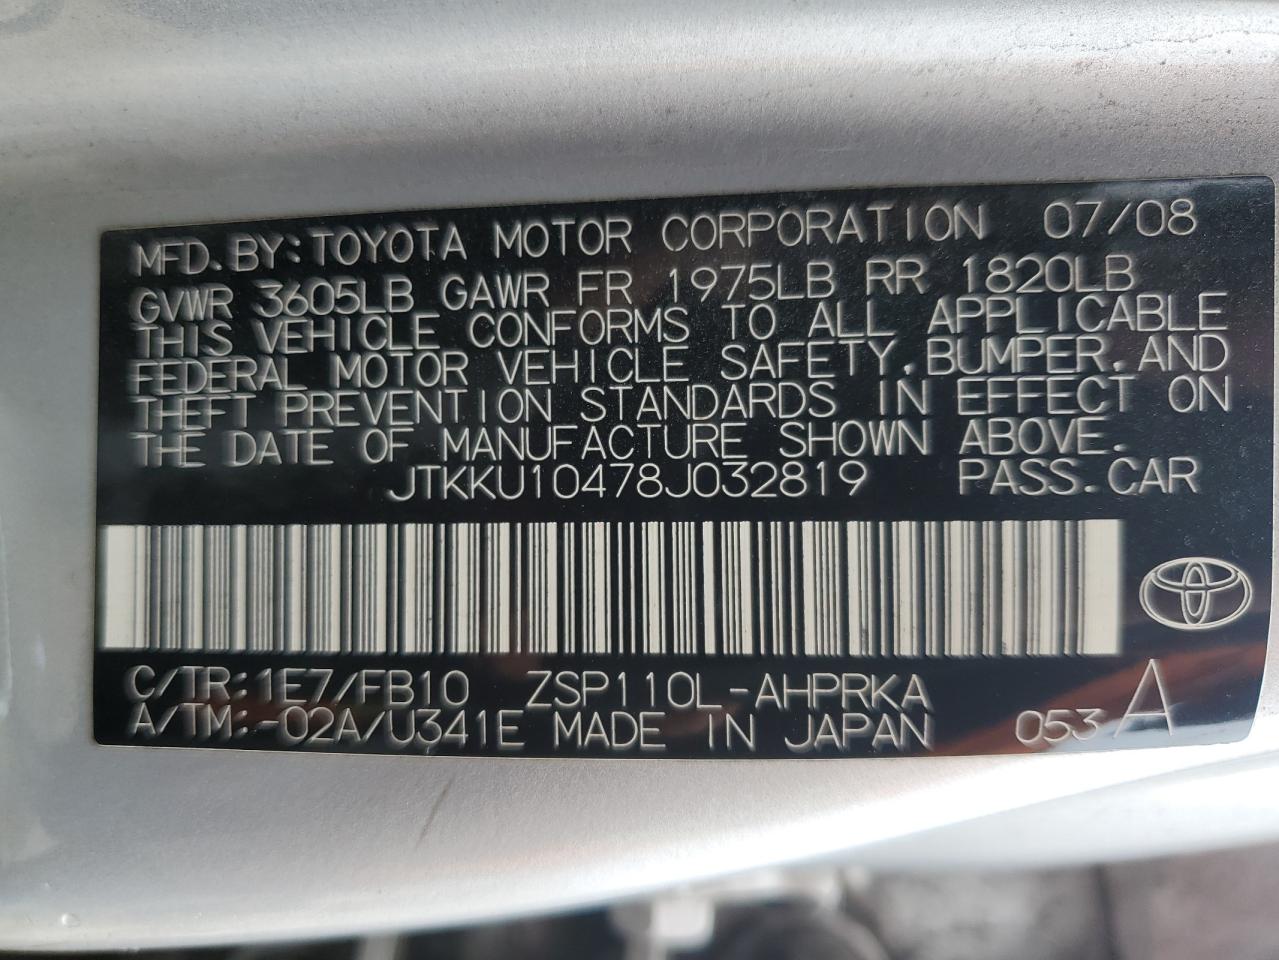 MFD. BY: TOYOTA MOTOR CORPORATION 07/08
GVWR 3605LB GAWR FR 1975LB RR 1820LB
THIS VEHICLE CONFORMS TO ALL APPLICABLE
FEDERAL MOTOR VEHICLE SAFETY, BUMPER, AND
THEFT PREVENTION STANDARDS IN EFFECT ON
THE DATE OF MANUFACTURE SHOWN ABOVE.
JTKKU10478J032819 PASS. CAR
C/TR: 1E7/FB10 ZSP110L-AHPRKA
A/TM: -02A/U341E MADE IN JAPAN 053 A